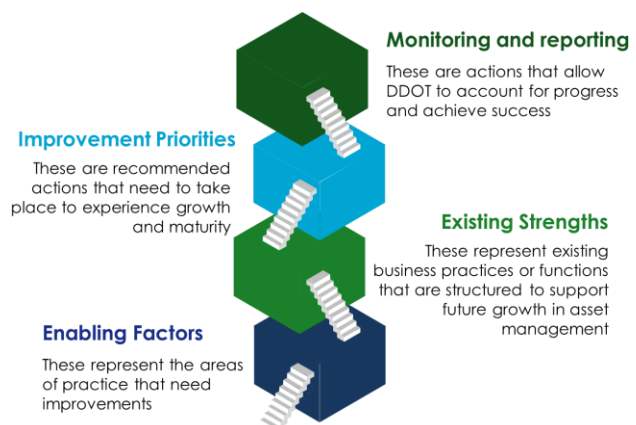 Monitoring and reporting
These are actions that allow
DDOT to account for progress
and achieve success
Improvement Priorities
These are recommended
actions that need to take
place to experience growth
and maturity
Existing Strengths
These represent existing
business practices or functions
that are structured to support
future growth in asset
management
Enabling Factors
These represent the areas
of practice that need
improvements